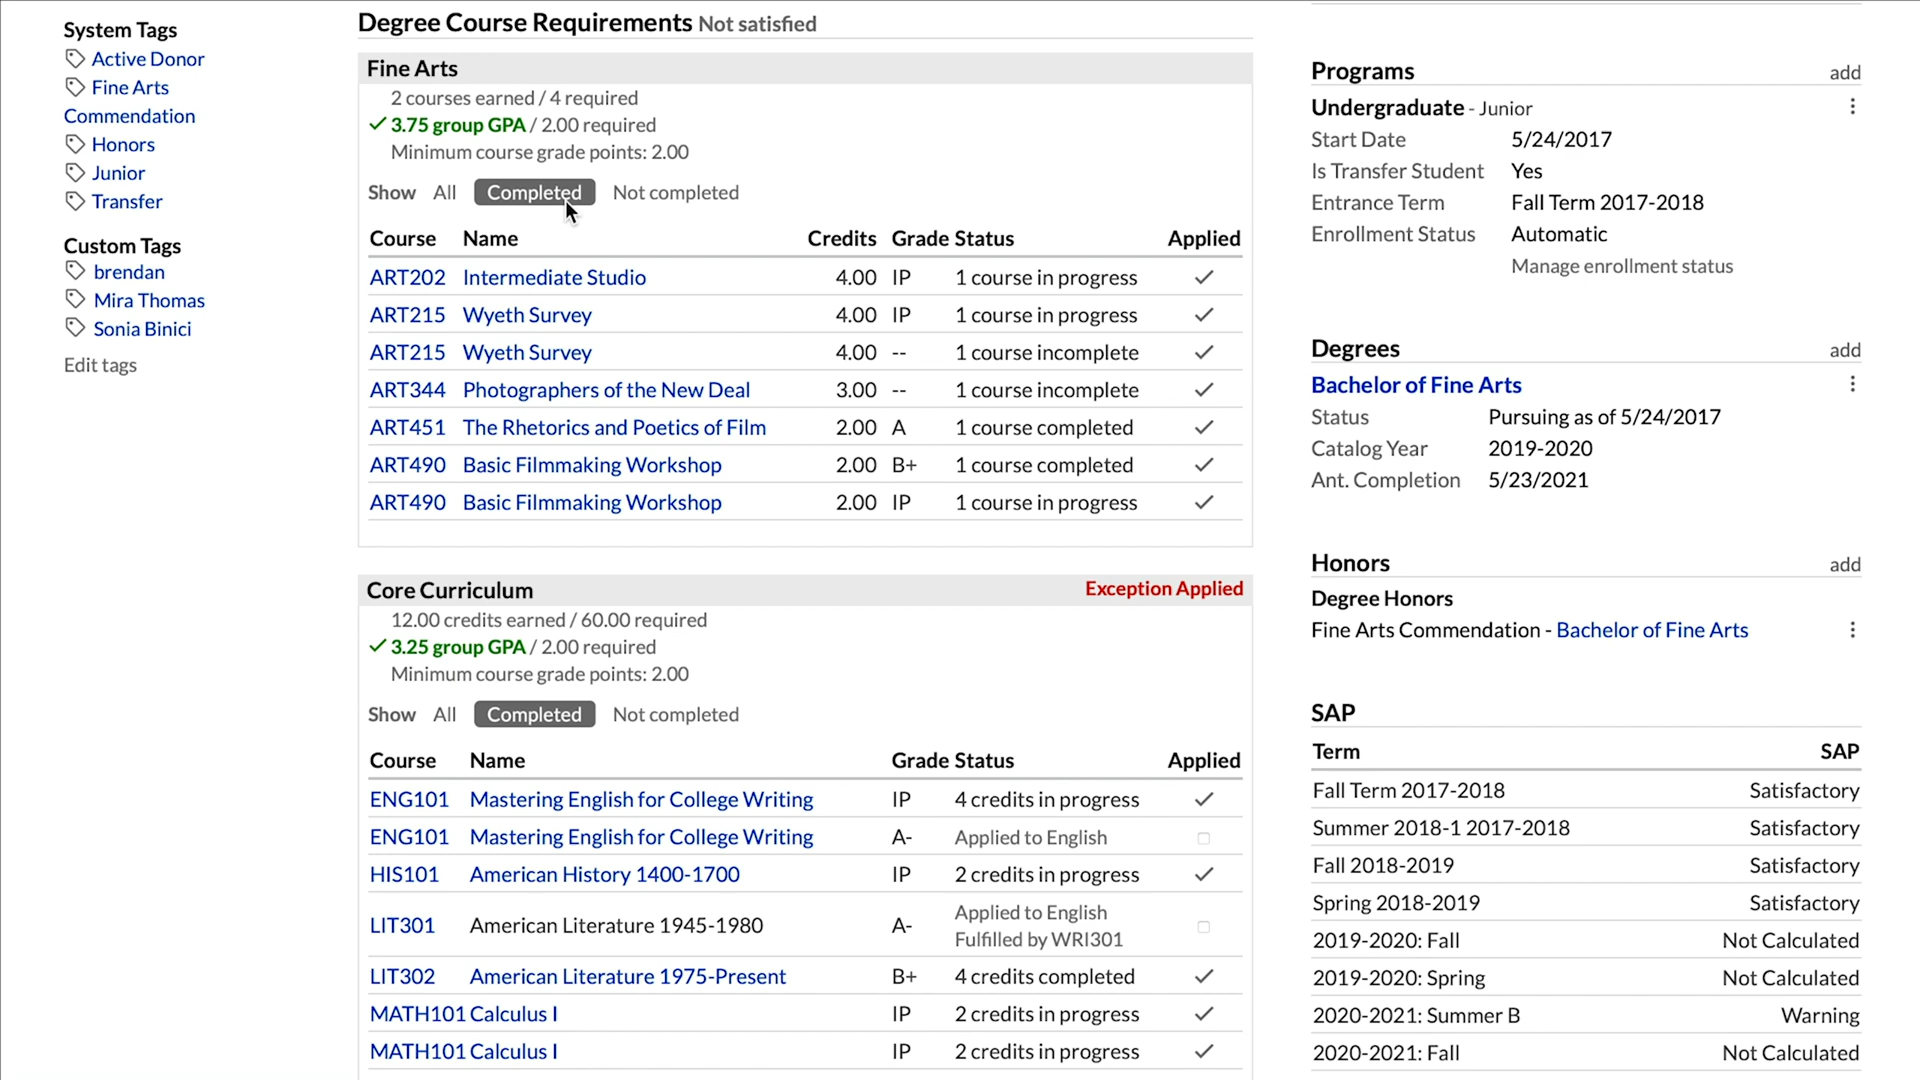 System Tags
Active Donor
Fine Arts
Commendation
Honors
Junior
Transfer
Custom Tags
brendan
Mira Thomas
Sonia Binici
Edit tags
Degree Course Requirements Not satisfied
Fine Arts
2 courses earned / 4 required
3.75 group GPA / 2.00 required
Minimum course grade points: 2.00
Show All Completed Not completed
Course Name Credits Grade Status Applied
ART202 Intermediate Studio 4.00 IP 1 course in progress
ART215 Wyeth Survey 4.00 IP 1 course in progress
ART215 Wyeth Survey 4.00 -- 1 course incomplete
ART344 Photographers of the New Deal 3.00 -- 1 course incomplete
ART451 The Rhetorics and Poetics of Film 2.00 A 1 course completed
ART490 Basic Filmmaking Workshop 2.00 B+ 1 course completed
ART490 Basic Filmmaking Workshop 2.00 IP 1 course in progress
Core Curriculum Exception Applied
12.00 credits earned / 60.00 required
3.25 group GPA / 2.00 required
Minimum course grade points: 2.00
Show All Completed Not completed
Course Name Grade Status Applied
ENG101 Mastering English for College Writing IP 4 credits in progress
ENG101 Mastering English for College Writing A- Applied to English
HIS101 American History 1400-1700 IP 2 credits in progress
LIT301 American Literature 1945-1980 A- Applied to English
Fulfilled by WRI301
LIT302 American Literature 1975-Present B+ 4 credits completed
MATH101 Calculus I IP 2 credits in progress
MATH101 Calculus I IP 2 credits in progress
Programs add
Undergraduate - Junior
Start Date 5/24/2017
Is Transfer Student Yes
Entrance Term Fall Term 2017-2018
Enrollment Status Automatic
Manage enrollment status
Degrees add
Bachelor of Fine Arts
Status Pursuing as of 5/24/2017
Catalog Year 2019-2020
Ant. Completion 5/23/2021
Honors add
Degree Honors
Fine Arts Commendation - Bachelor of Fine Arts
SAP
Term SAP
Fall Term 2017-2018 Satisfactory
Summer 2018-1 2017-2018 Satisfactory
Fall 2018-2019 Satisfactory
Spring 2018-2019 Satisfactory
2019-2020: Fall Not Calculated
2019-2020: Spring Not Calculated
2020-2021: Summer B Warning
2020-2021: Fall Not Calculated